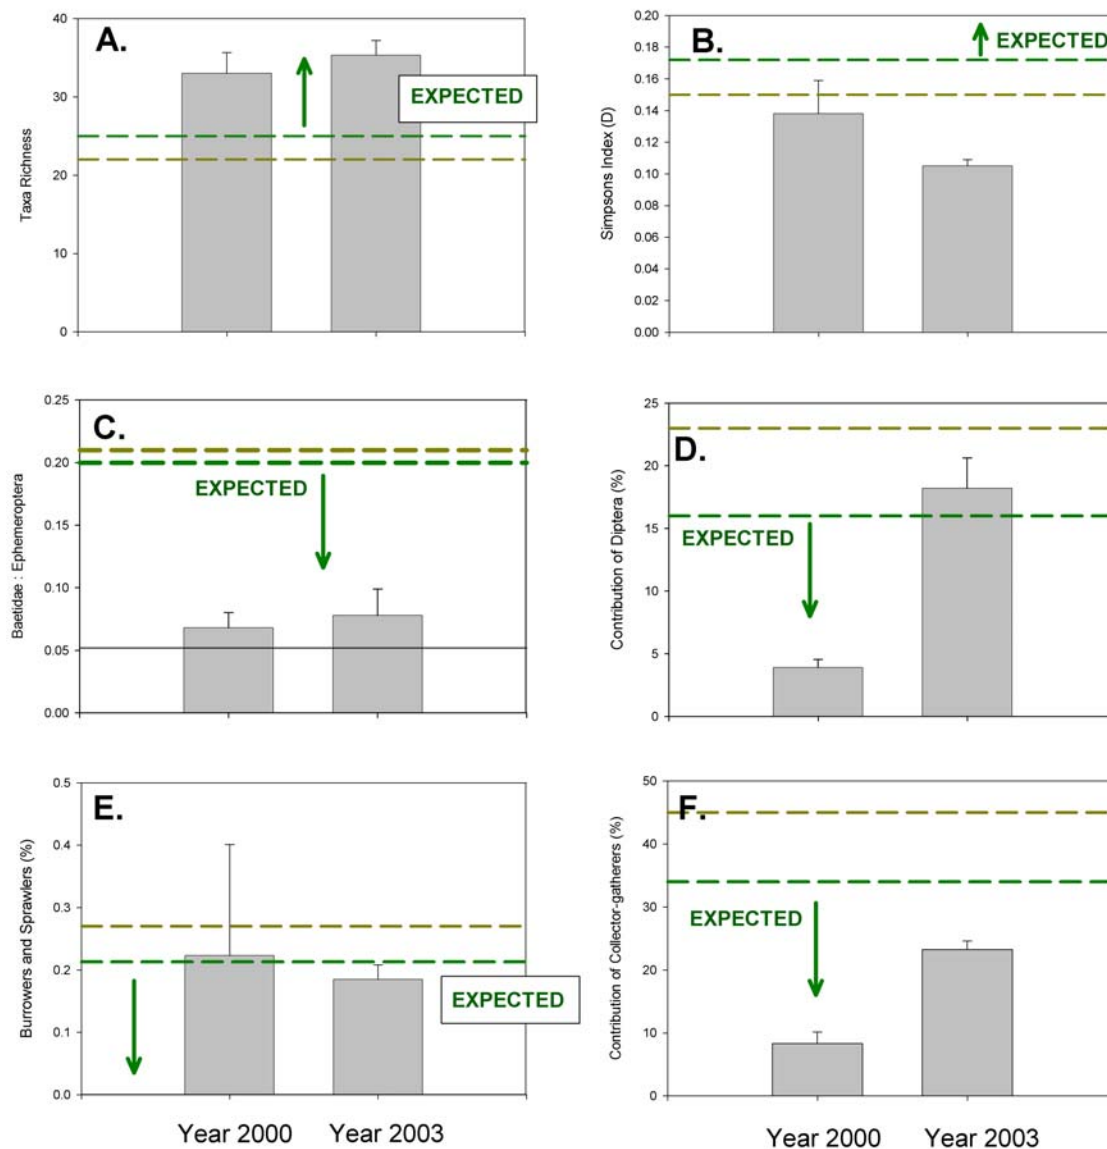 A.
EXPECTED
Taxa Richness
40
30
20
10
0
B.
EXPECTED
Simpsons Index (D)
0.20
0.18
0.16
0.14
0.12
0.10
0.08
0.06
0.04
0.02
0.00
C.
EXPECTED
Baetidae : Ephemeroptera
0.25
0.20
0.15
0.10
0.05
0.00
D.
EXPECTED
Contribution of Diptera (%)
25
20
15
10
5
0
E.
EXPECTED
Burrowers and Sprawlers (%)
0.5
0.4
0.3
0.2
0.1
0.0
Year 2000
Year 2003
F.
EXPECTED
Contribution of Collector-gatherers (%)
50
40
30
20
10
0
Year 2000
Year 2003